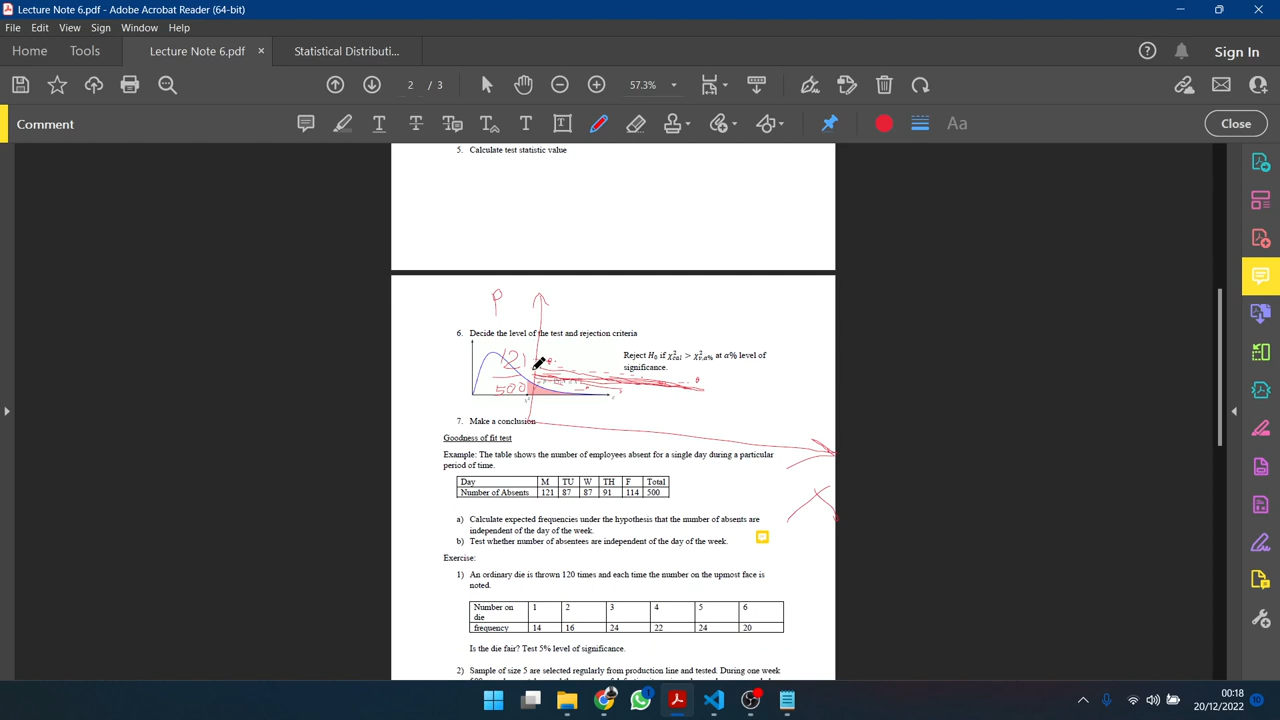 Lecture Note 6.pdf - Adobe Acrobat Reader (64-bit)
File Edit View Sign Window Help
Home Tools Lecture Note 6.pdf × Statistical Distributi... Sign In
2 / 3 57.3%
Comment Close
5. Calculate test statistic value
P
6. Decide the level of the test and rejection criteria
121
500
Reject H₀ if χ²cal > χ²ν,α% at α% level of
significance.
7. Make a conclusion
Goodness of fit test
Example: The table shows the number of employees absent for a single day during a particular
period of time.
Day M TU W TH F Total
Number of Absents 121 87 87 91 114 500
a) Calculate expected frequencies under the hypothesis that the number of absents are
independent of the day of the week.
b) Test whether number of absentees are independent of the day of the week.
Exercise:
1) An ordinary die is thrown 120 times and each time the number on the upmost face is
noted.
Number on 1 2 3 4 5 6
die
frequency 14 16 24 22 24 20
Is the die fair? Test 5% level of significance.
2) Sample of size 5 are selected regularly from production line and tested. During one week
00:18
20/12/2022